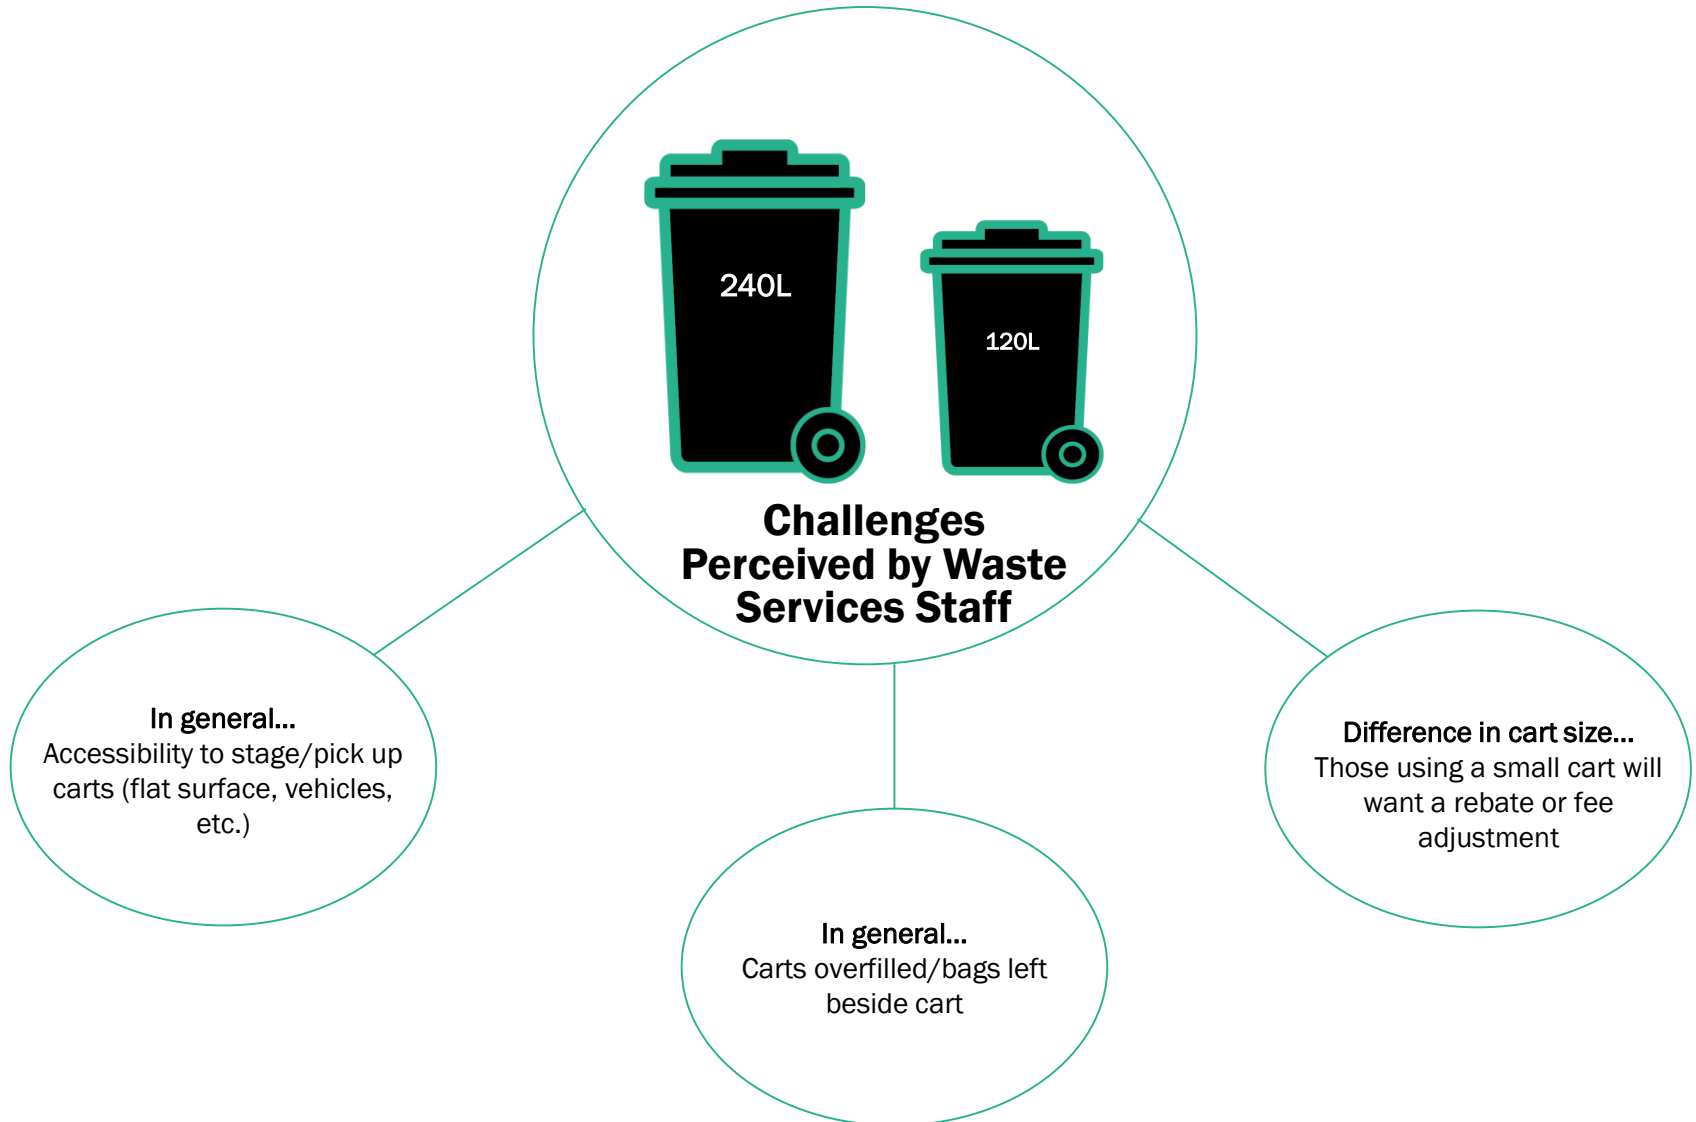 240L
120L
Challenges
Perceived by Waste
Services Staff
In general...
Accessibility to stage/pick up
carts (flat surface, vehicles,
etc.)
In general...
Carts overfilled/bags left
beside cart
Difference in cart size...
Those using a small cart will
want a rebate or fee
adjustment